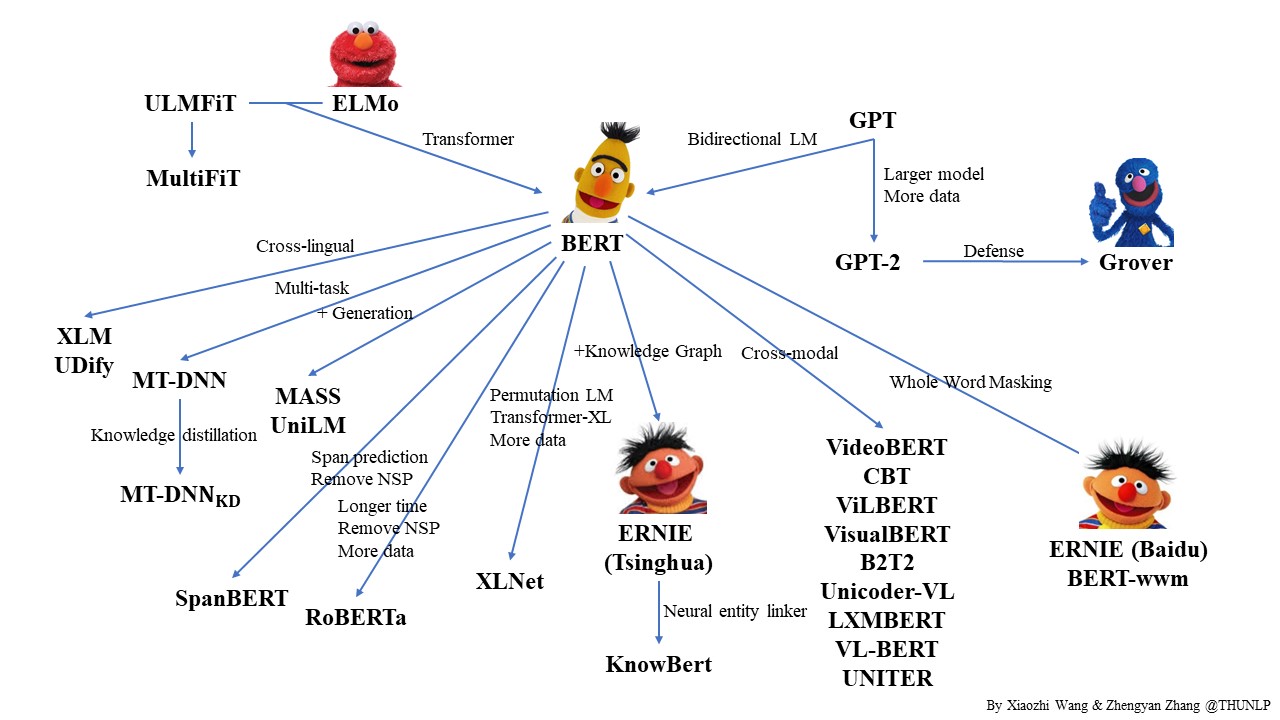 ULMFiT
ELMo
GPT
Transformer
Bidirectional LM
MultiFiT
Larger model
More data
BERT
GPT-2
Defense
Grover
Cross-lingual
Multi-task
+ Generation
XLM
UDify
MT-DNN
MASS
UniLM
+Knowledge Graph
Cross-modal
Whole Word Masking
Permutation LM
Transformer-XL
More data
Knowledge distillation
MT-DNNKD
Span prediction
Remove NSP
Longer time
Remove NSP
More data
SpanBERT
RoBERTa
XLNet
ERNIE
(Tsinghua)
Neural entity linker
KnowBert
VideoBERT
CBT
ViLBERT
VisualBERT
B2T2
Unicoder-VL
LXMBERT
VL-BERT
UNITER
ERNIE (Baidu)
BERT-wwm
By Xiaozhi Wang & Zhengyan Zhang @THUNLP